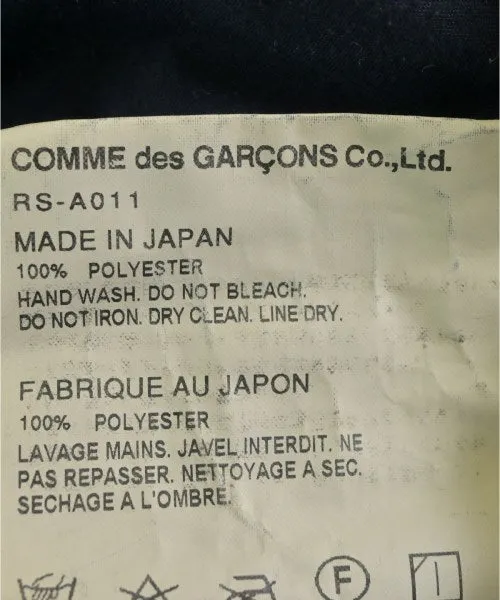 COMME des GARÇONS Co.,Ltd.
RS-A011
MADE IN JAPAN
100% POLYESTER
HAND WASH. DO NOT BLEACH.
DO NOT IRON. DRY CLEAN. LINE DRY.
FABRIQUE AU JAPON
100% POLYESTER
LAVAGE MAINS. JAVEL INTERDIT. NE
PAS REPASSER. NETTOYAGE A SEC.
SECHAGE A L'OMBRE.
F